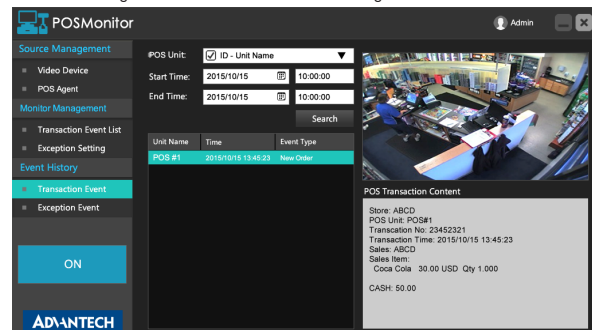 POSMonitor
Admin
Source Management
Video Device
POS Agent
Monitor Management
Transaction Event List
Exception Setting
Event History
Transaction Event
Exception Event
ON
ADVANTECH
POS Unit: ID - Unit Name
Start Time: 2015/10/15 10:00:00
End Time: 2015/10/15 10:00:00
Search
Unit Name Time Event Type
POS #1 2015/10/15 13:45:23 New Order
POS Transaction Content
Store: ABCD
POS Unit: POS#1
Transcation No: 23452321
Transaction Time: 2015/10/15 13:45:23
Sales: ABCD
Sales Item:
Coca Cola 30.00 USD Qty 1.000
CASH: 50.00